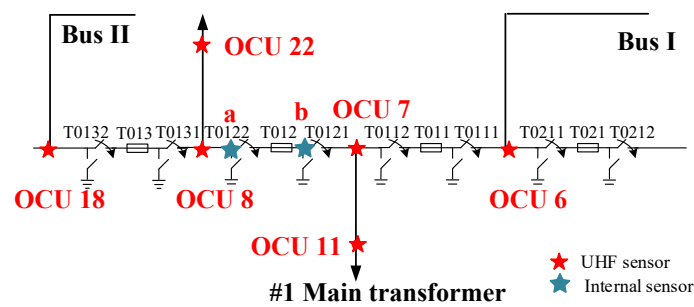 Bus II
Bus I
OCU 22
a
b
OCU 7
T0132
T013
T0131
T0122
T012
T0121
T0112
T011
T0111
T0211
T021
T0212
OCU 18
OCU 8
OCU 6
OCU 11
UHF sensor
Internal sensor
#1 Main transformer